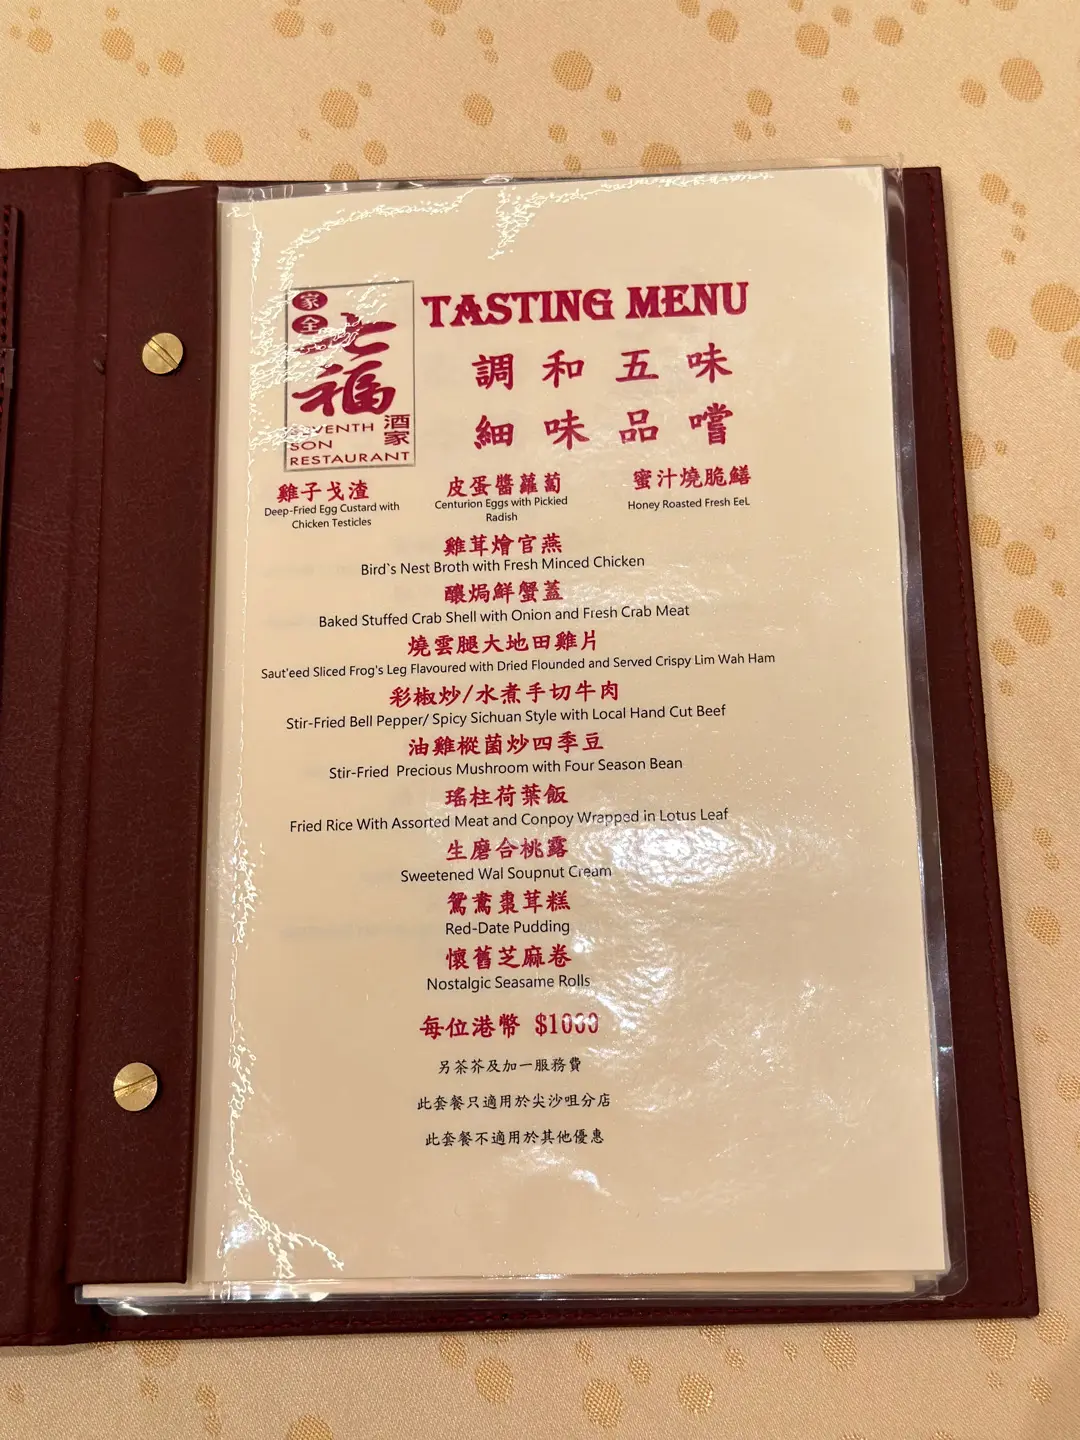 家全
七福
酒家
SEVENTH
SON
RESTAURANT
TASTING MENU
調和五味
細味品嚐
雞子戈渣
Deep-Fried Egg Custard with
Chicken Testicles
皮蛋醬蘿蔔
Centurion Eggs with Pickied
Radish
蜜汁燒脆鱔
Honey Roasted Fresh EeL
雞茸燴官燕
Bird`s Nest Broth with Fresh Minced Chicken
釀焗鮮蟹蓋
Baked Stuffed Crab Shell with Onion and Fresh Crab Meat
燒雲腿大地田雞片
Saut'eed Sliced Frog's Leg Flavoured with Dried Flounded and Served Crispy Lim Wah Ham
彩椒炒/水煮手切牛肉
Stir-Fried Bell Pepper/ Spicy Sichuan Style with Local Hand Cut Beef
油雞樅菌炒四季豆
Stir-Fried Precious Mushroom with Four Season Bean
瑤柱荷葉飯
Fried Rice With Assorted Meat and Conpoy Wrapped in Lotus Leaf
生磨合桃露
Sweetened Wal Soupnut Cream
鴛鴦棗茸糕
Red-Date Pudding
懷舊芝麻卷
Nostalgic Seasame Rolls
每位港幣 $1000
另茶芥及加一服務費
此套餐只適用於尖沙咀分店
此套餐不適用於其他優惠